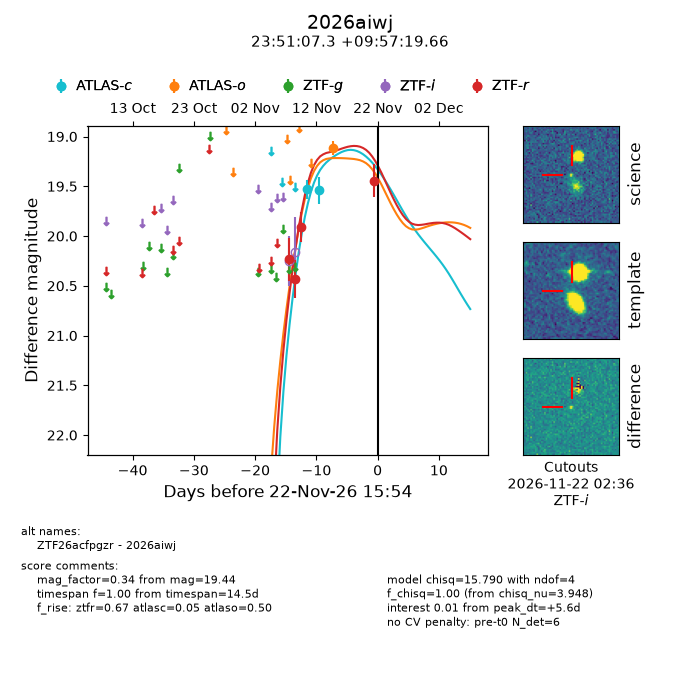 2026aiwj
23:51:07.3 +09:57:19.66
ATLAS-c
ATLAS-o
ZTF-g
ZTF-i
ZTF-r
13 Oct
23 Oct
02 Nov
12 Nov
22 Nov
02 Dec
19.0
19.5
20.0
20.5
21.0
21.5
22.0
Difference magnitude
−40
−30
−20
−10
0
10
Days before 22-Nov-26 15:54
science
template
difference
Cutouts
2026-11-22 02:36
ZTF-i
alt names:
ZTF26acfpgzr - 2026aiwj
score comments:
mag_factor=0.34 from mag=19.44
timespan f=1.00 from timespan=14.5d
f_rise: ztfr=0.67 atlasc=0.05 atlaso=0.50
model chisq=15.790 with ndof=4
f_chisq=1.00 (from chisq_nu=3.948)
interest 0.01 from peak_dt=+5.6d
no CV penalty: pre-t0 N_det=6